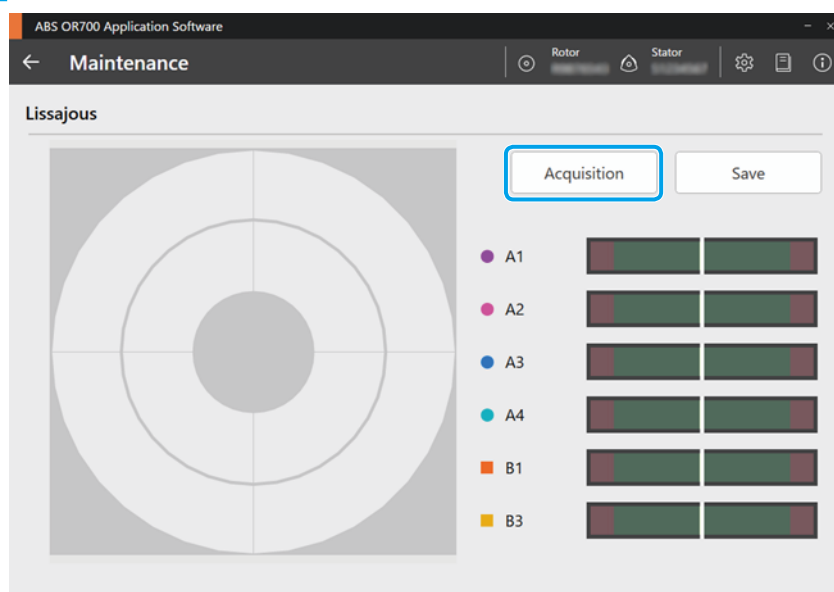 ABS OR700 Application Software
Maintenance
Rotor
Stator
Lissajous
Acquisition
Save
A1
A2
A3
A4
B1
B3